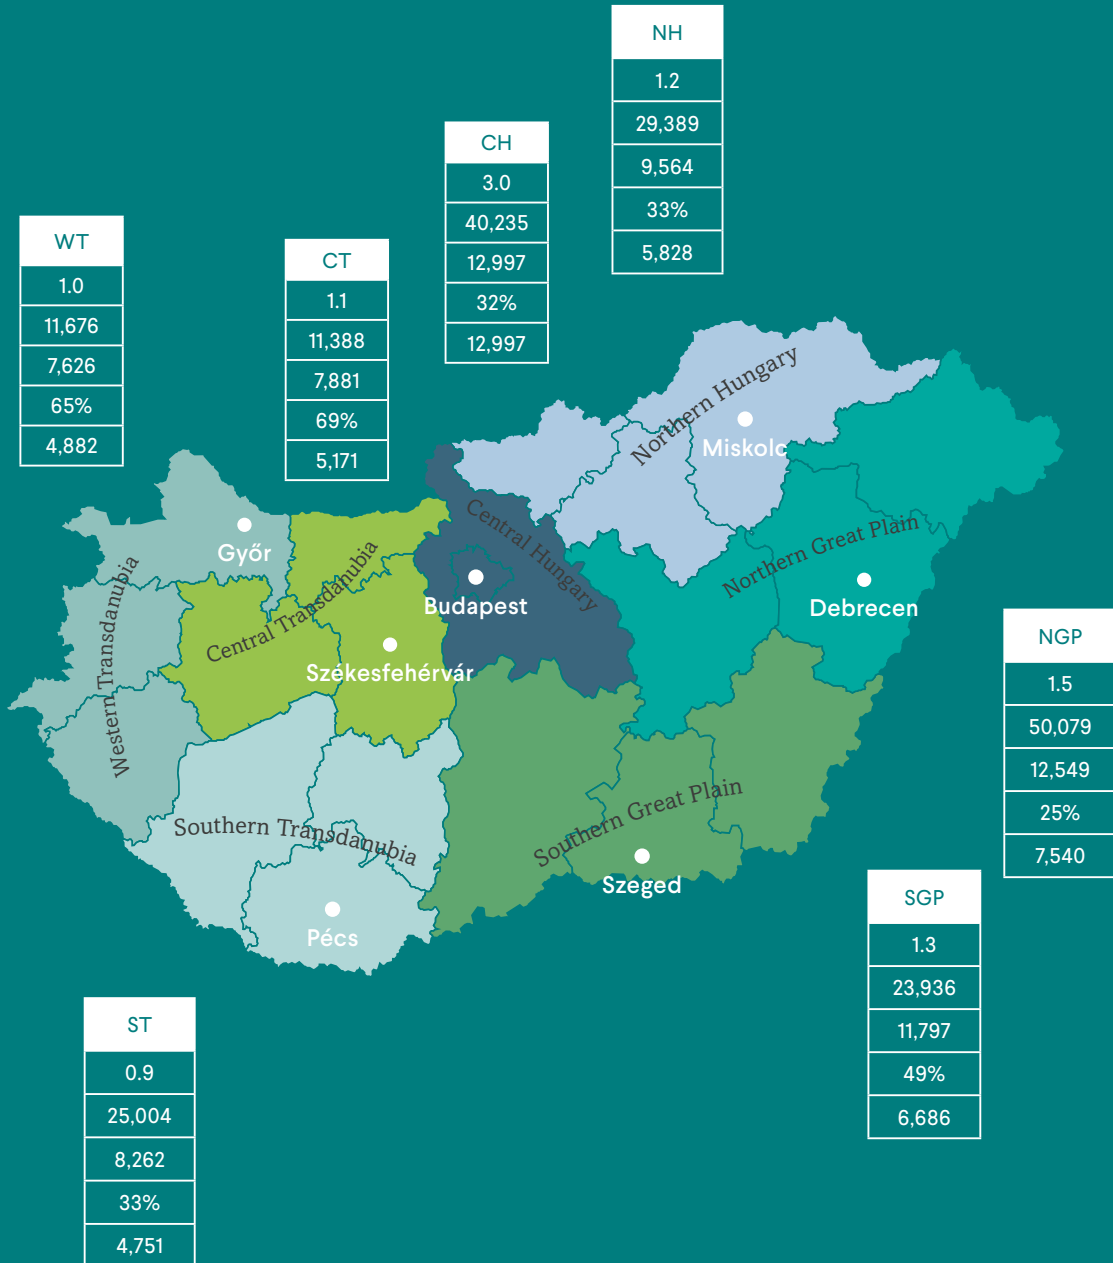 NH
1.2
29,389
9,564
33%
5,828
CH
3.0
40,235
12,997
32%
12,997
WT
1.0
11,676
7,626
65%
4,882
CT
1.1
11,388
7,881
69%
5,171
Northern Hungary
Miskolc
Central Hungary
Győr
Northern Great Plain
Central Transdanubia
Budapest
Debrecen
Western Transdanubia
Székesfehérvár
NGP
1.5
50,079
12,549
25%
7,540
Southern Great Plain
Southern Transdanubia
Szeged
Pécs
SGP
1.3
23,936
11,797
49%
6,686
ST
0.9
25,004
8,262
33%
4,751